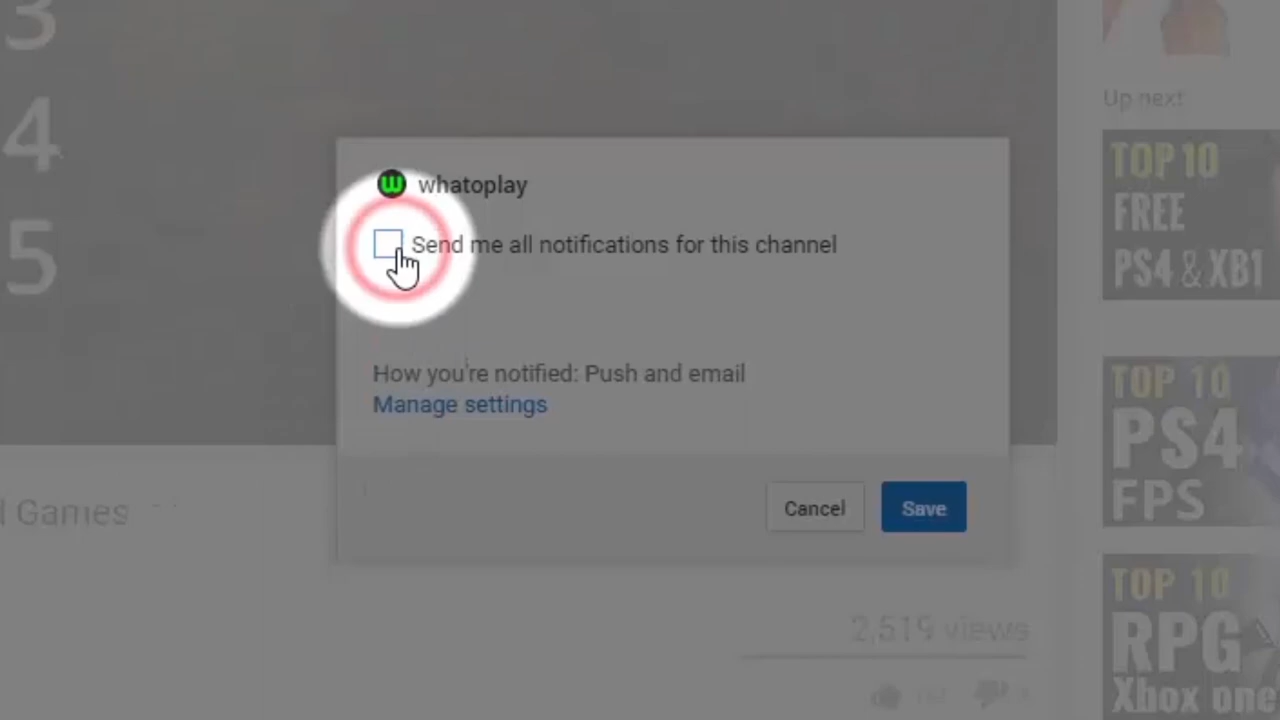 3
4
5
whatoplay
Send me all notifications for this channel
How you're notified: Push and email
Manage settings
Cancel
Save
Games
2,519 views
Up next
TOP 10
FREE
PS4 & XB1
TOP 10
PS4
FPS
TOP 10
RPG
Xbox one